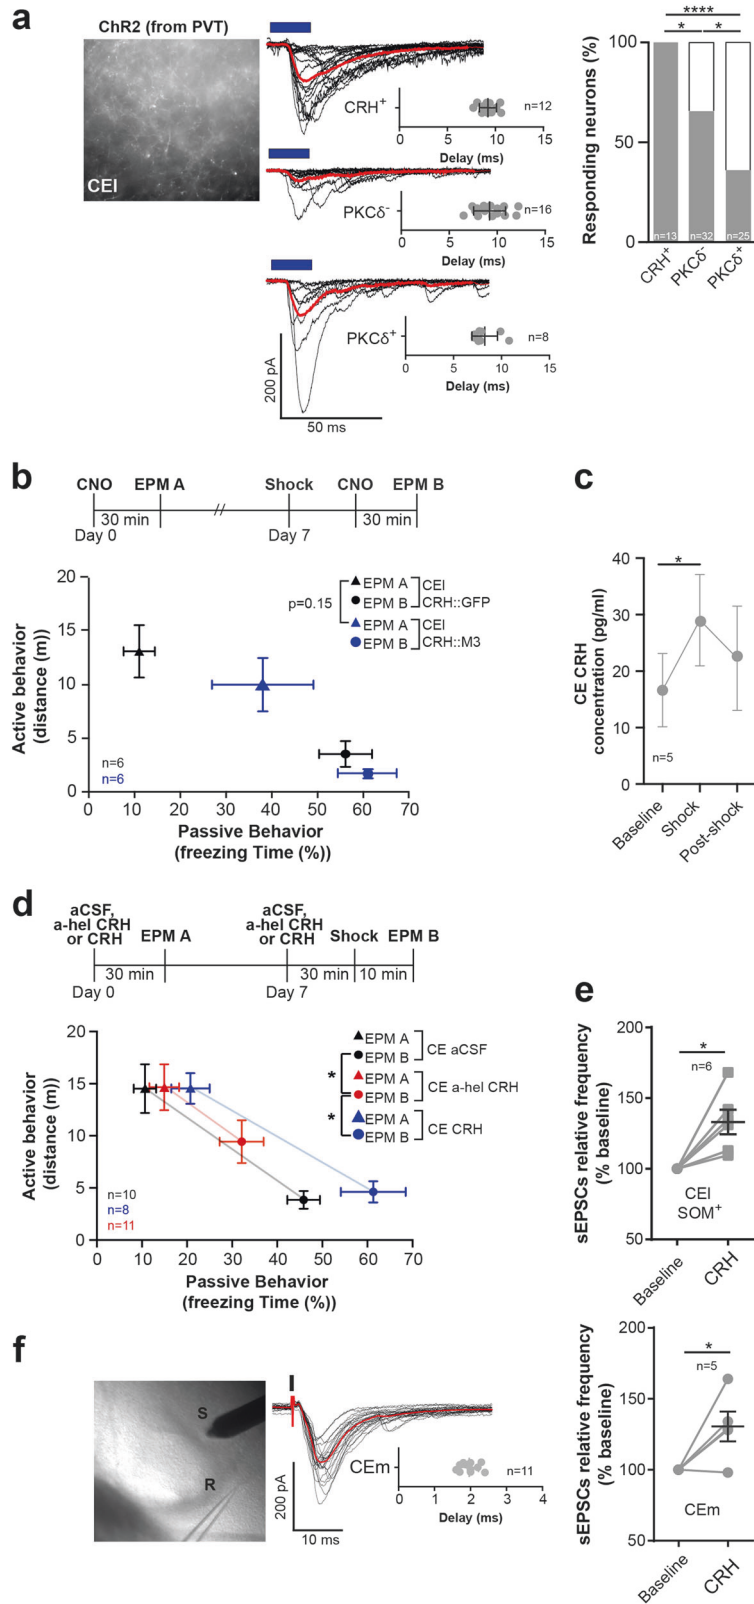 a
ChR2 (from PVT)
CEl
CRH+
n=12
0 5 10 15
Delay (ms)
PKCδ-
n=16
0 5 10 15
Delay (ms)
PKCδ+
n=8
0 5 10 15
Delay (ms)
200 pA
50 ms
****
* *
100
50
0
Responding neurons (%)
n=13 n=32 n=25
CRH+ PKCδ- PKCδ+
b
CNO EPM A Shock CNO EPM B
30 min 30 min
Day 0 Day 7
20
15
10
5
0
Active behavior
(distance (m))
p=0.15
EPM A
EPM B
CEl
CRH::GFP
EPM A
EPM B
CEl
CRH::M3
n=6
n=6
0 10 20 30 40 50 60 70
Passive Behavior
(freezing Time (%))
c
40
30
20
10
0
CE CRH
concentration (pg/ml)
*
n=5
Baseline Shock Post-shock
d
aCSF,
a-hel CRH
or CRH
EPM A
aCSF,
a-hel CRH
or CRH
Shock EPM B
30 min 30 min 10 min
Day 0 Day 7
20
15
10
5
0
Active behavior
(distance (m))
EPM A
EPM B
CE aCSF
*
EPM A
EPM B
CE a-hel CRH
*
EPM A
EPM B
CE CRH
n=10
n=8
n=11
0 10 20 30 40 50 60 70
Passive Behavior
(freezing Time (%))
e
200
150
100
50
sEPSCs relative frequency
(% baseline)
*
n=6
CEl
SOM+
Baseline CRH
200
150
100
50
sEPSCs relative frequency
(% baseline)
*
n=5
CEm
Baseline CRH
f
S
R
200 pA
10 ms
CEm
n=11
0 1 2 3 4
Delay (ms)